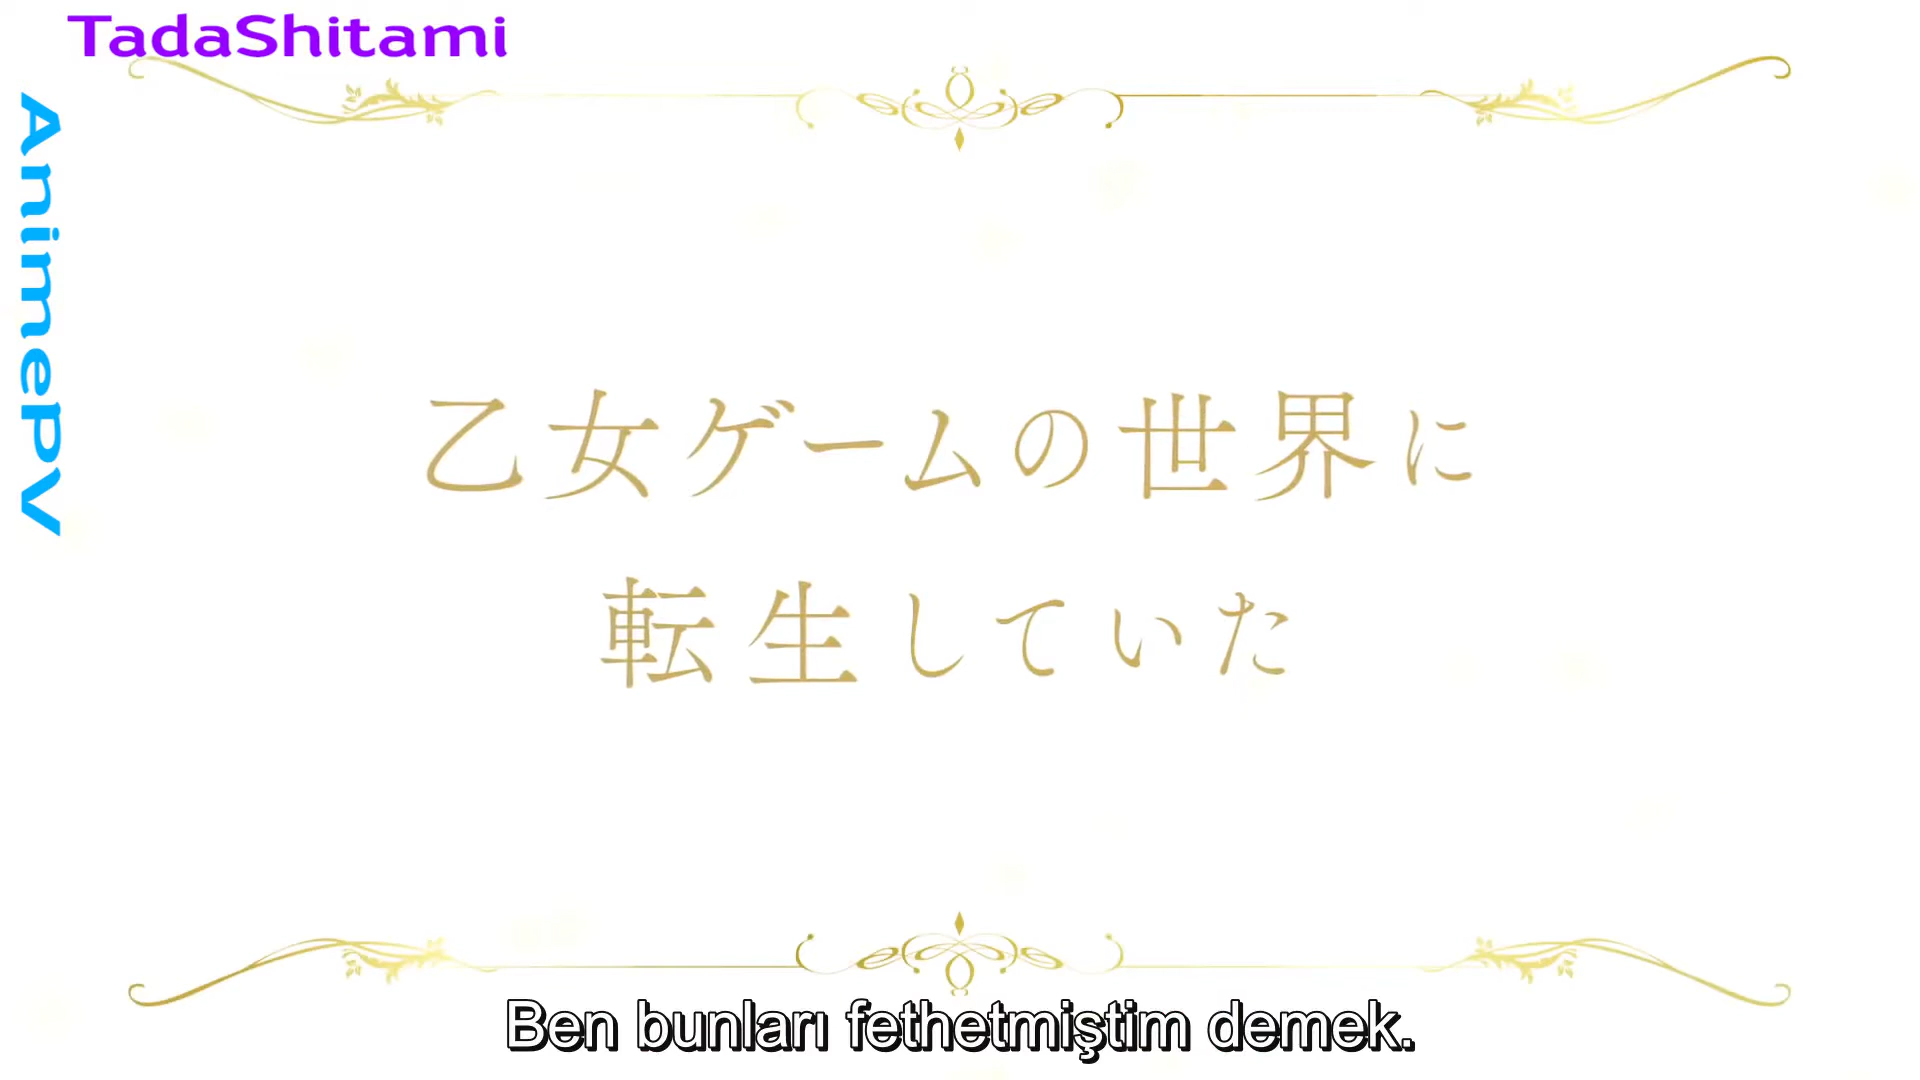 TadaShitami
AnimePV
乙女ゲームの世界に
転生していた
Ben bunları fethetmiştim demek.